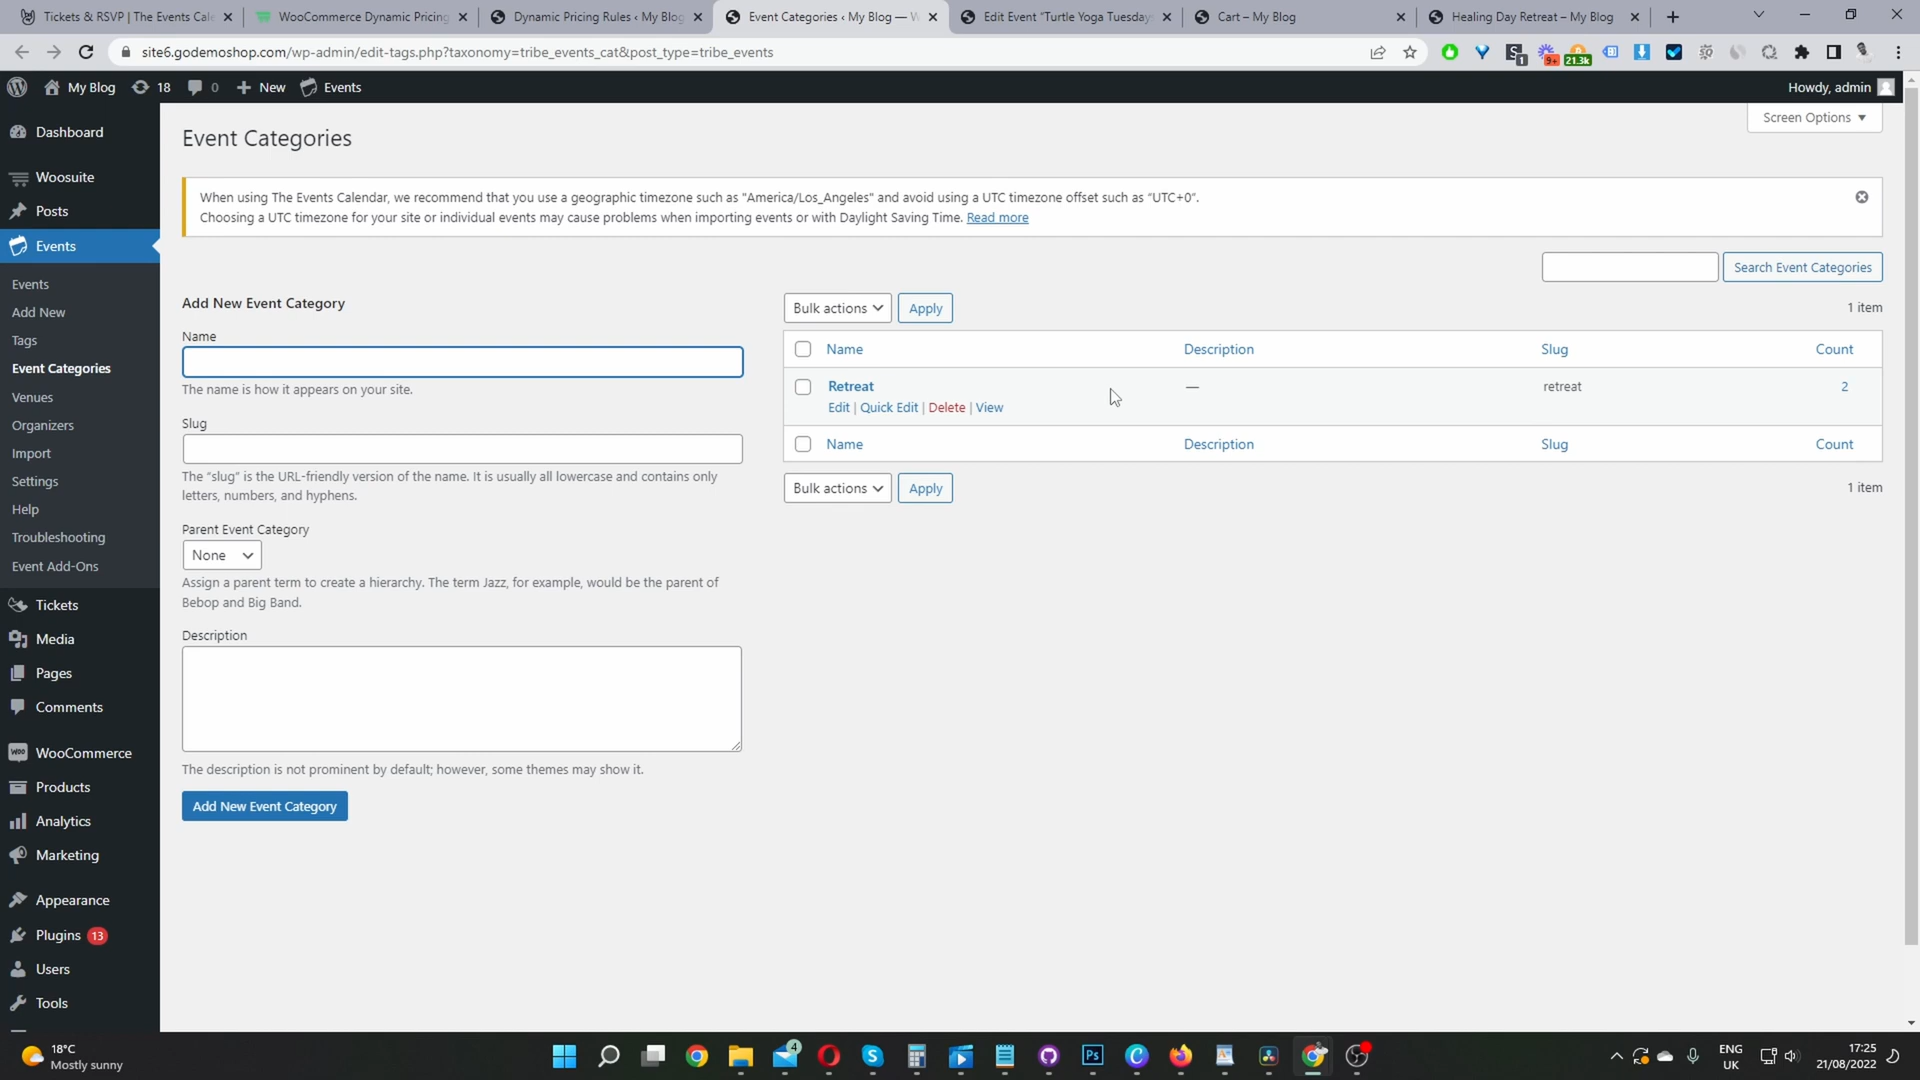 Tickets & RSVP | The Events Cale
WooCommerce Dynamic Pricing
Dynamic Pricing Rules ‹ My Blog
Event Categories ‹ My Blog — W
Edit Event "Turtle Yoga Tuesdays
Cart – My Blog
Healing Day Retreat – My Blog
site6.godemoshop.com/wp-admin/edit-tags.php?taxonomy=tribe_events_cat&post_type=tribe_events
1
9+
21.3k
My Blog
18
0
New
Events
Howdy, admin
Screen Options
Dashboard
Woosuite
Posts
Events
Events
Add New
Tags
Event Categories
Venues
Organizers
Import
Settings
Help
Troubleshooting
Event Add-Ons
Tickets
Media
Pages
Comments
WooCommerce
Products
Analytics
Marketing
Appearance
Plugins 13
Users
Tools
Event Categories
When using The Events Calendar, we recommend that you use a geographic timezone such as "America/Los_Angeles" and avoid using a UTC timezone offset such as “UTC+0”.
Choosing a UTC timezone for your site or individual events may cause problems when importing events or with Daylight Saving Time. Read more
Search Event Categories
Add New Event Category
Name
The name is how it appears on your site.
Slug
The “slug” is the URL-friendly version of the name. It is usually all lowercase and contains only
letters, numbers, and hyphens.
Parent Event Category
None
Assign a parent term to create a hierarchy. The term Jazz, for example, would be the parent of
Bebop and Big Band.
Description
The description is not prominent by default; however, some themes may show it.
Add New Event Category
Bulk actions Apply
1 item
Name Description Slug Count
Retreat — retreat 2
Edit | Quick Edit | Delete | View
Name Description Slug Count
Bulk actions Apply
1 item
18°C
Mostly sunny
4
Ps
ENG
UK
17:25
21/08/2022